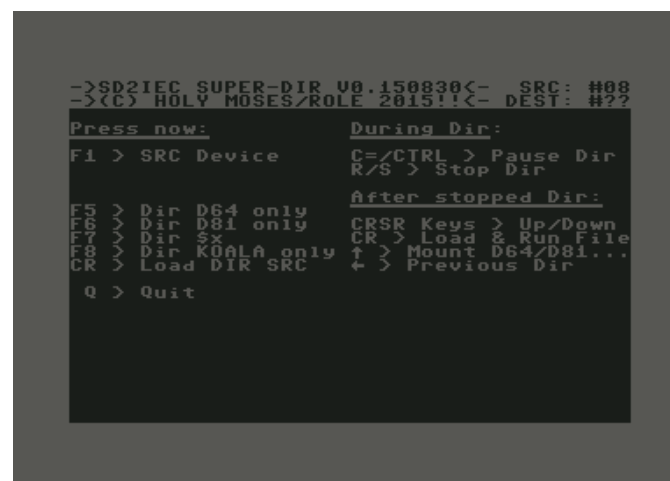 ->SD2IEC SUPER-DIR V0.150830<- SRC: #08
->(C) HOLY MOSES/ROLE 2015!!<- DEST: #??
Press now: During Dir:
F1 > SRC Device C=/CTRL > Pause Dir
R/S > Stop Dir
After stopped Dir:
F5 > Dir D64 only
F6 > Dir D81 only CRSR Keys > Up/Down
F7 > Dir $x CR > Load & Run File
F8 > Dir KOALA only ↑ > Mount D64/D81...
CR > Load DIR SRC ← > Previous Dir
Q > Quit